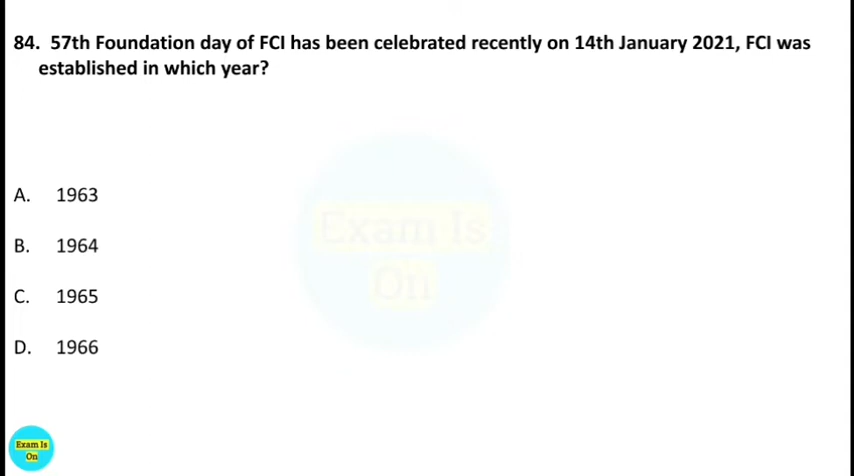 84. 57th Foundation day of FCI has been celebrated recently on 14th January 2021, FCI was
established in which year?
Exam Is
On
A. 1963
B. 1964
C. 1965
D. 1966
Exam Is
On